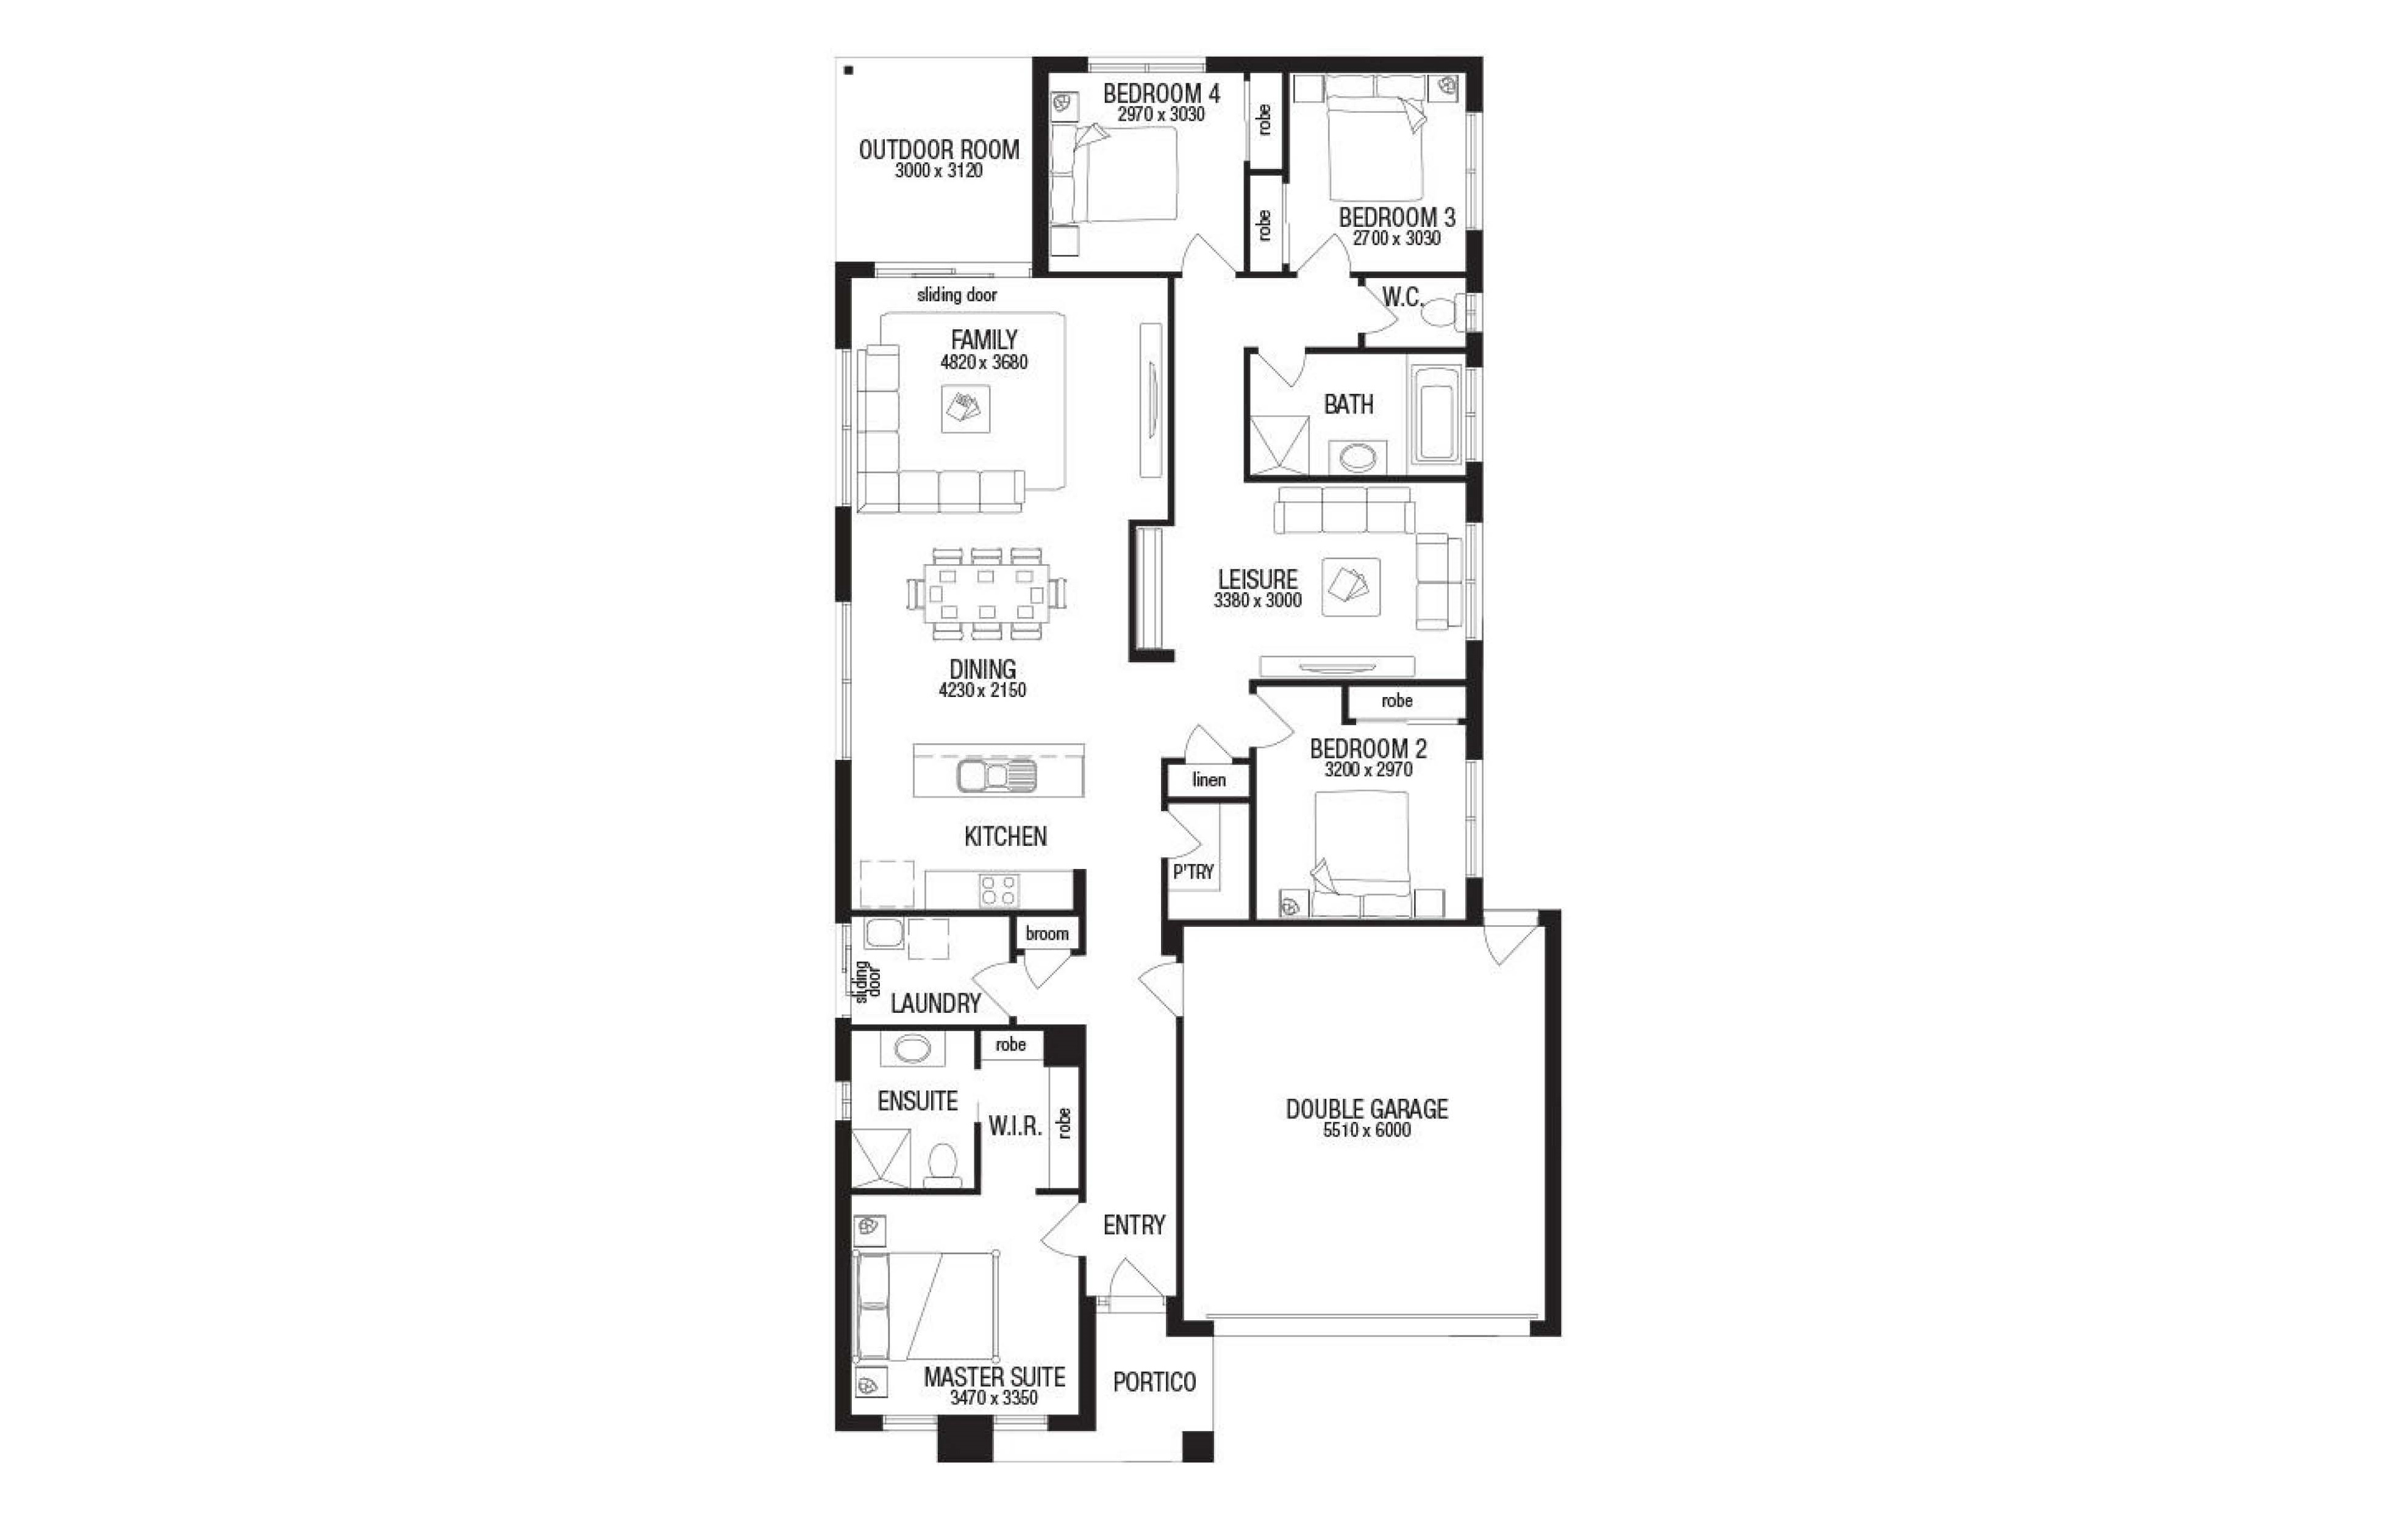 BEDROOM 4
2970 x 3030
robe
OUTDOOR ROOM
3000 x 3120
robe
BEDROOM 3
2700 x 3030
sliding door
W.C.
FAMILY
4820 x 3680
BATH
LEISURE
3380 x 3000
DINING
4230 x 2150
robe
BEDROOM 2
3200 x 2970
linen
KITCHEN
P'TRY
broom
sliding
door
LAUNDRY
robe
ENSUITE
W.I.R.
robe
DOUBLE GARAGE
5510 x 6000
ENTRY
MASTER SUITE
3470 x 3350
PORTICO